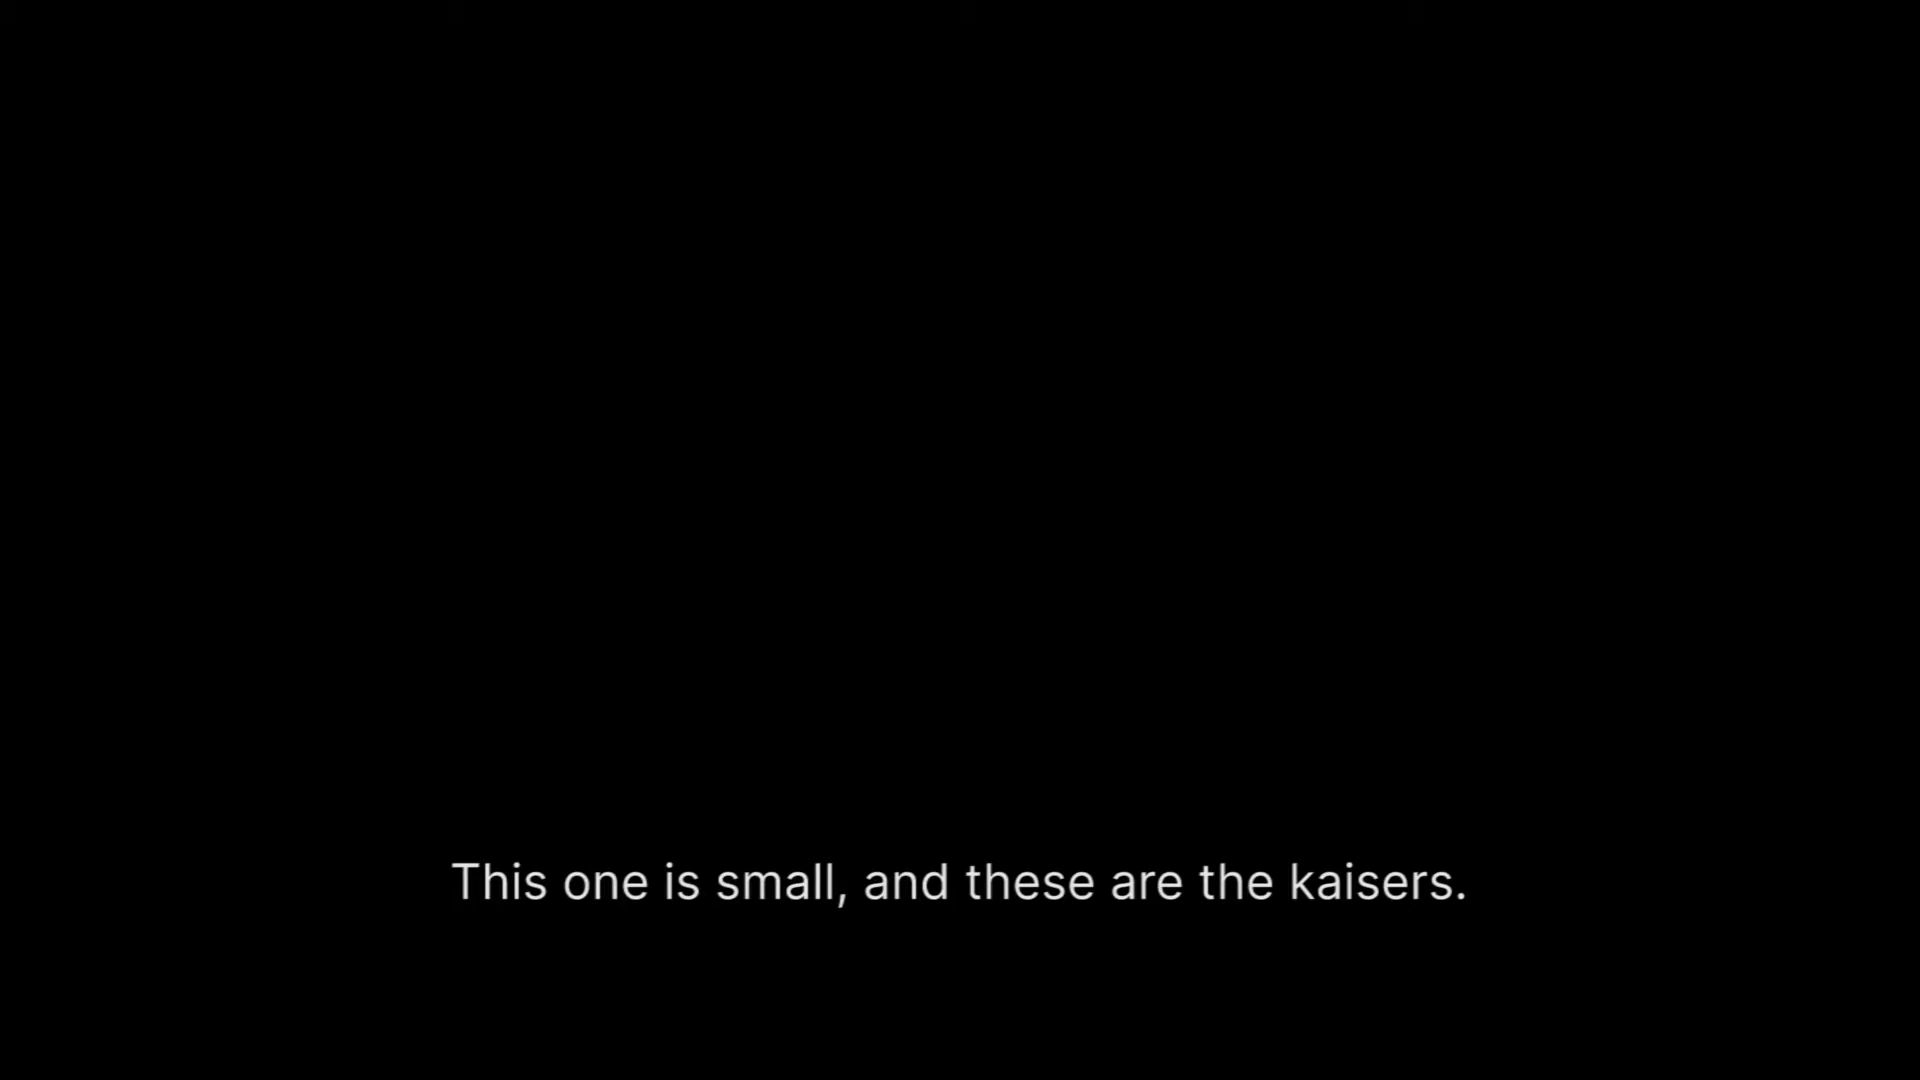 This one is small, and these are the kaisers.